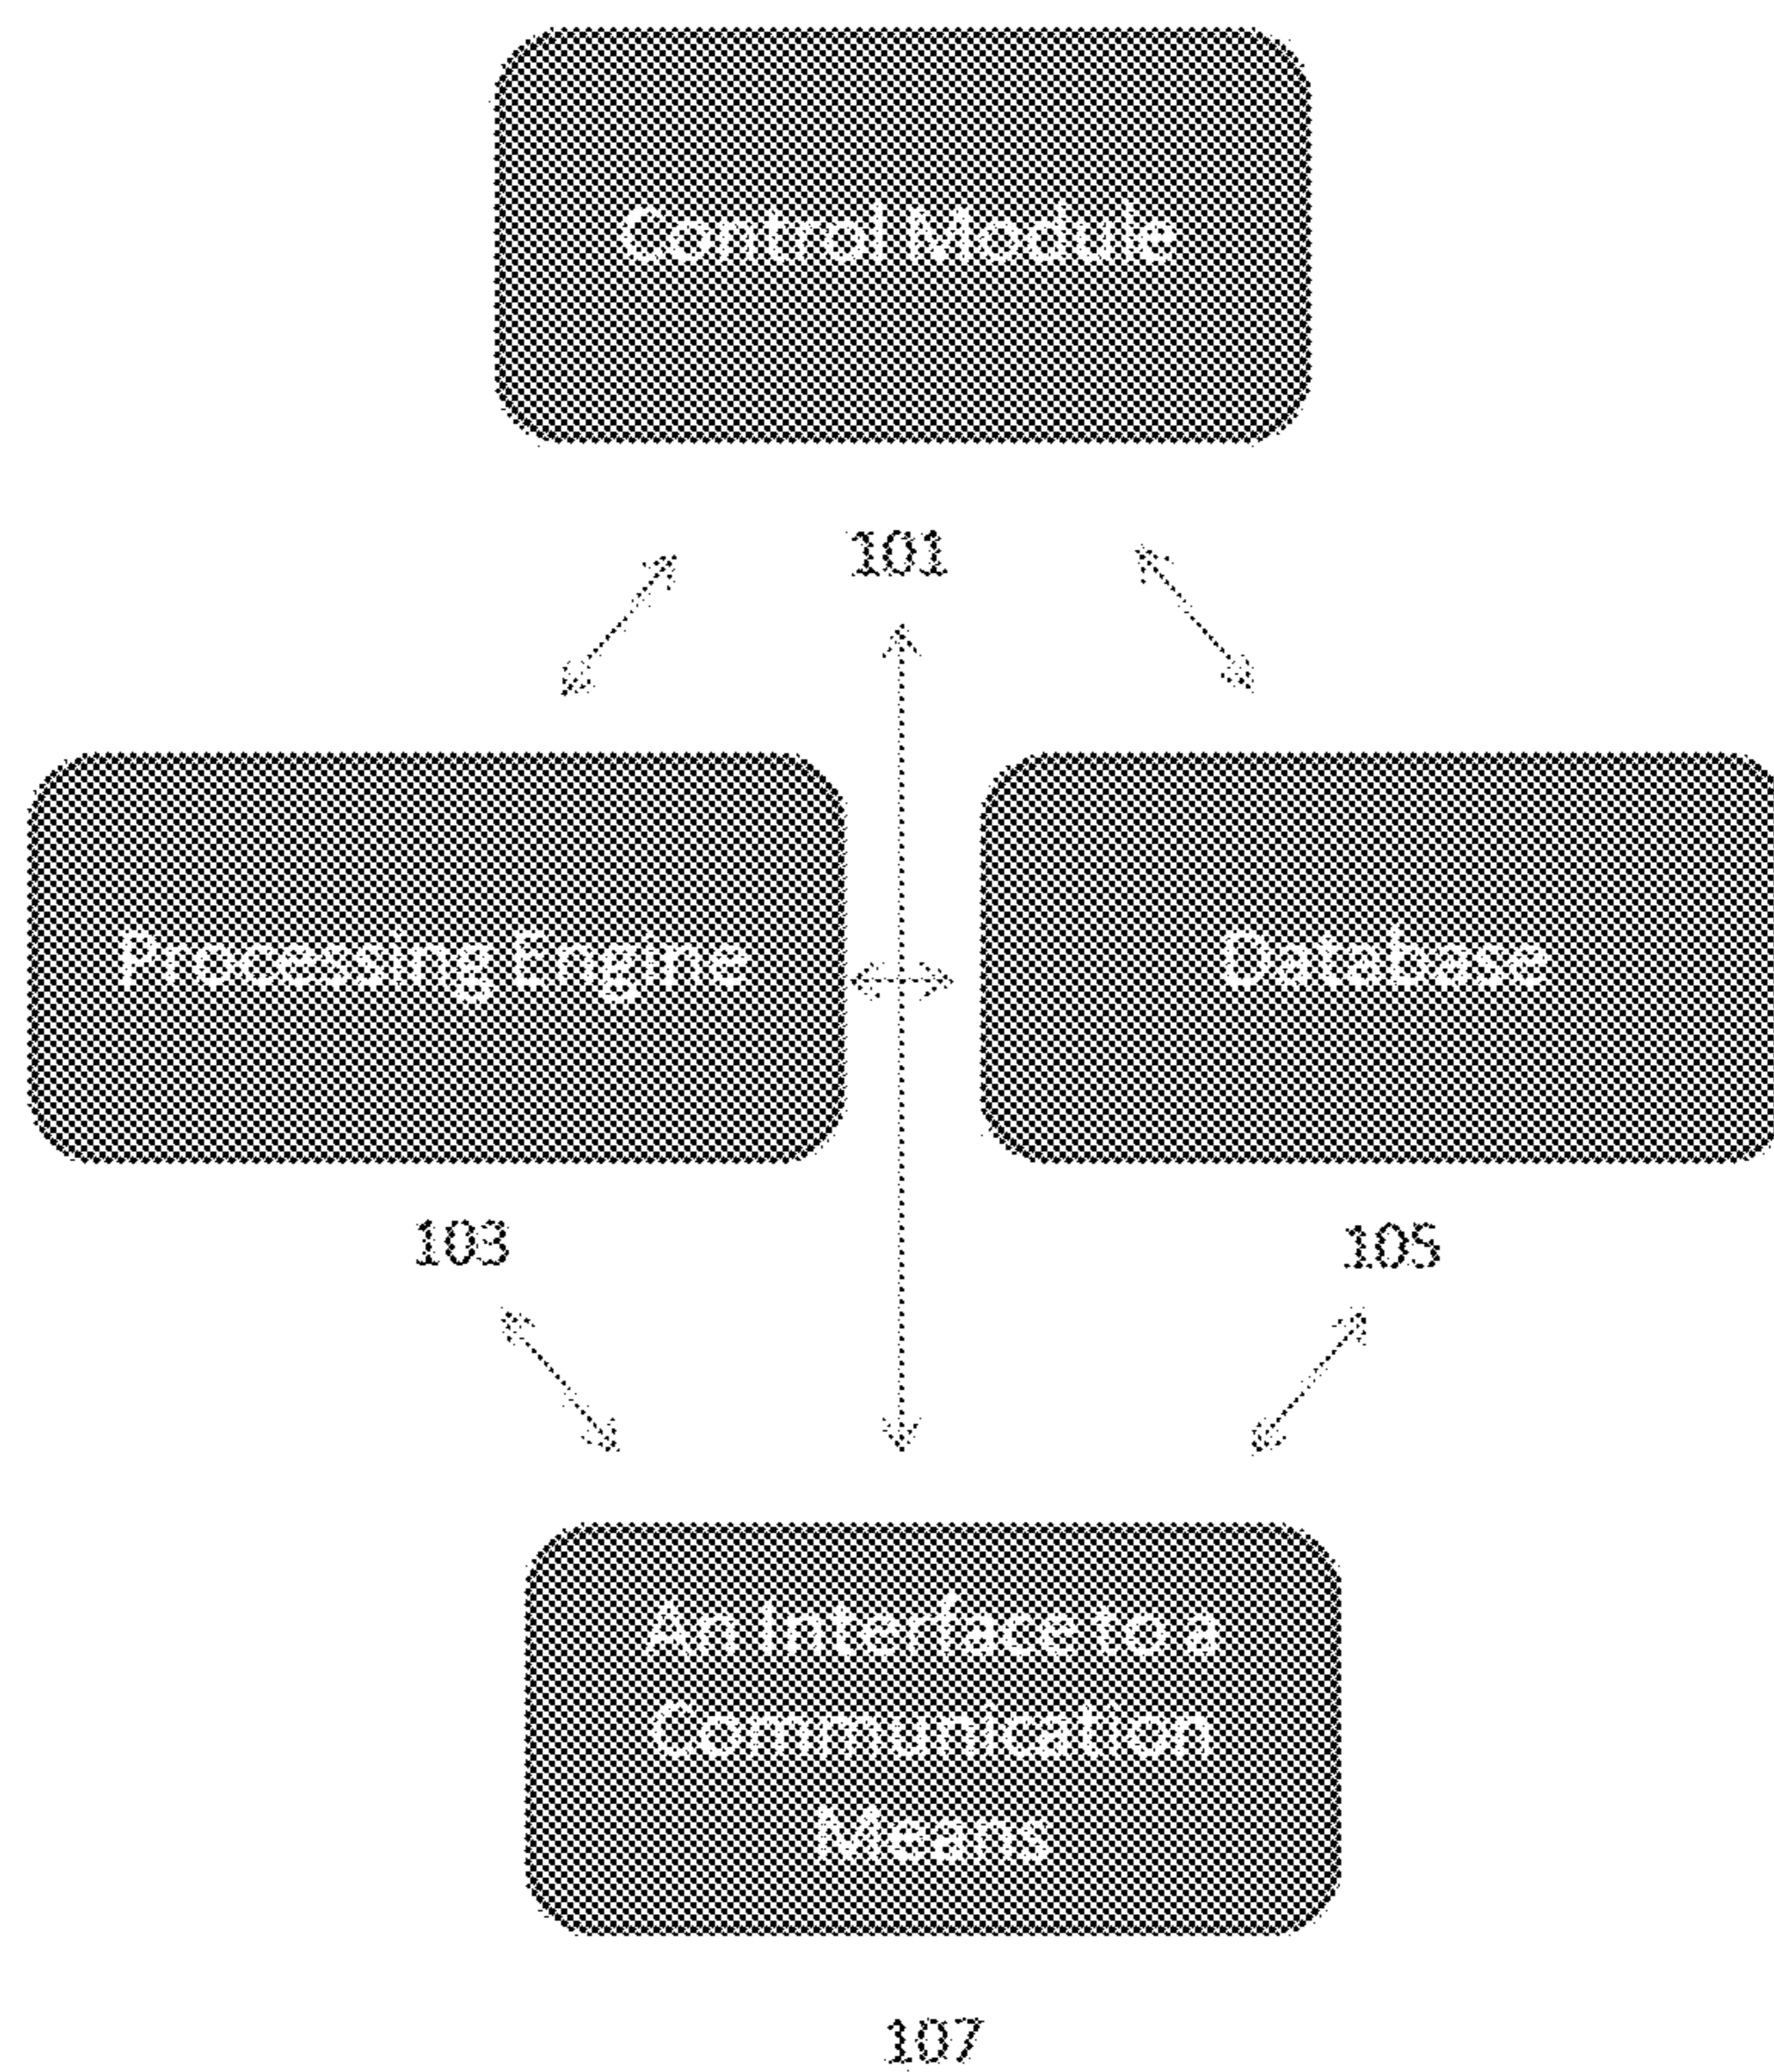 Control Module
101
Processing Engine
Database
103
105
An Interface to a
Communication
Means
107